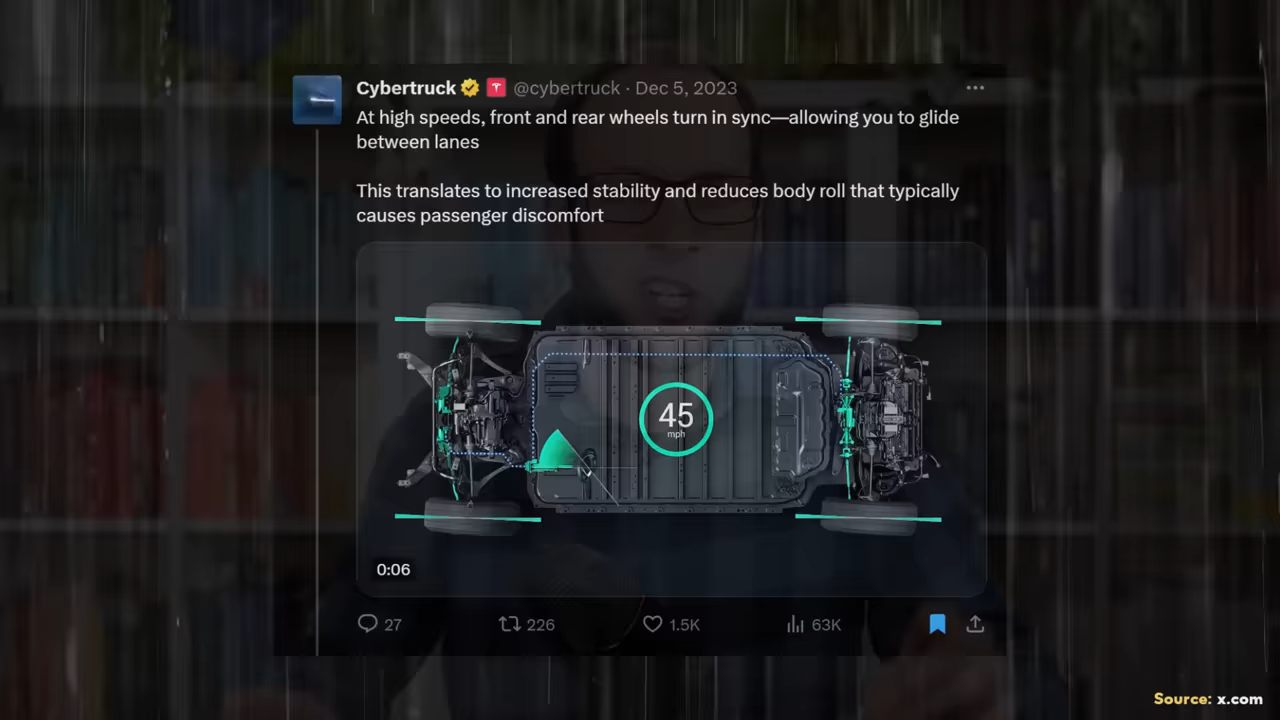 Cybertruck @cybertruck · Dec 5, 2023
At high speeds, front and rear wheels turn in sync—allowing you to glide
between lanes
This translates to increased stability and reduces body roll that typically
causes passenger discomfort
45
mph
0:06
27 226 1.5K 63K
Source: x.com